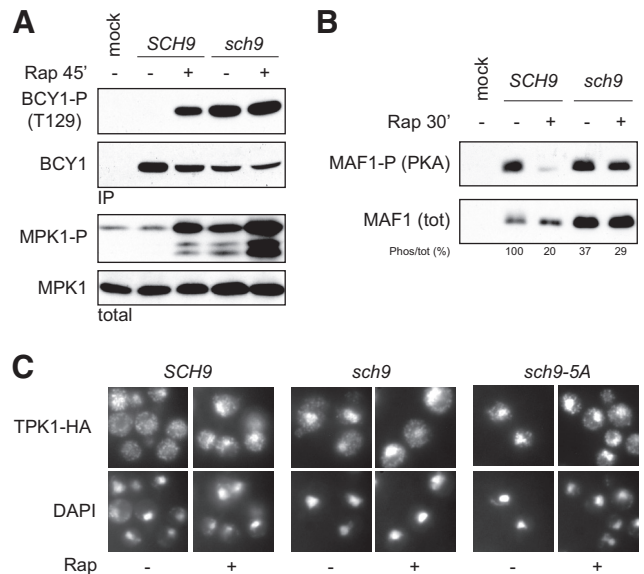 A
mock
SCH9
sch9
Rap 45' - - + - +
BCY1-P
(T129)
BCY1
IP
MPK1-P
MPK1
total
B
mock
SCH9
sch9
Rap 30' - - + - +
MAF1-P (PKA)
MAF1 (tot)
Phos/tot (%) 100 20 37 29
C
SCH9
sch9
sch9-5A
TPK1-HA
DAPI
Rap - + - + - +